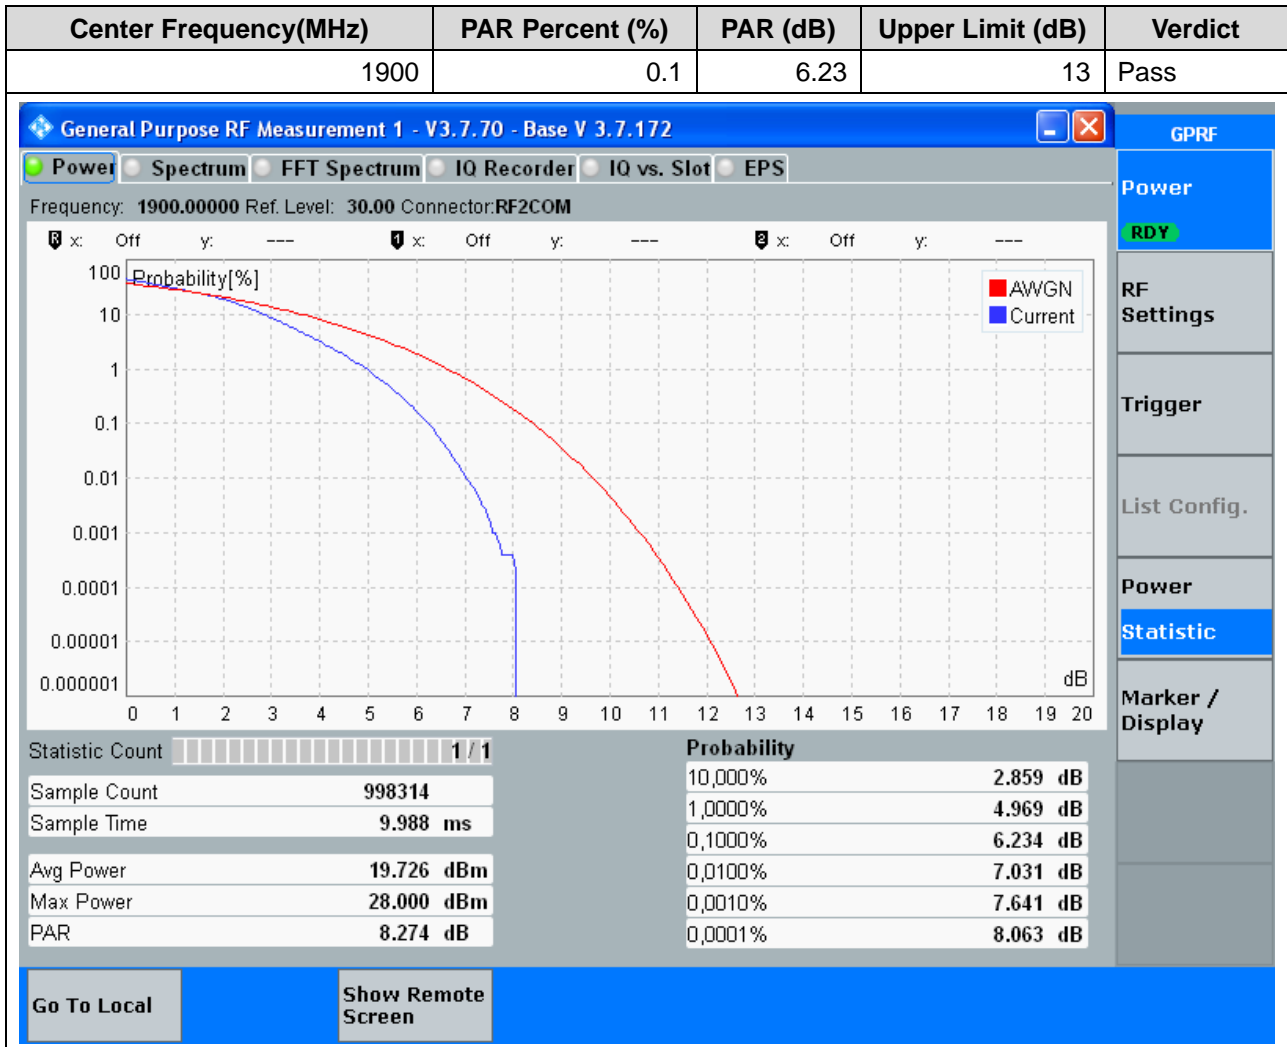 Center Frequency(MHz) PAR Percent (%) PAR (dB) Upper Limit (dB) Verdict
1900 0.1 6.23 13 Pass
General Purpose RF Measurement 1 - V3.7.70 - Base V 3.7.172
GPRF
Power Spectrum FFT Spectrum IQ Recorder IQ vs. Slot EPS
Power
RDY
Frequency: 1900.00000 Ref. Level: 30.00 Connector:RF2COM
R x: Off y: --- 1 x: Off y: --- 2 x: Off y: ---
Probability[%]
AWGN
Current
100
10
1
0.1
0.01
0.001
0.0001
0.00001
0.000001
dB
0 1 2 3 4 5 6 7 8 9 10 11 12 13 14 15 16 17 18 19 20
RF
Settings
Trigger
List Config.
Power
Statistic
Marker /
Display
Statistic Count 1 / 1
Sample Count 998314
Sample Time 9.988 ms
Avg Power 19.726 dBm
Max Power 28.000 dBm
PAR 8.274 dB
Probability
10,000% 2.859 dB
1,0000% 4.969 dB
0,1000% 6.234 dB
0,0100% 7.031 dB
0,0010% 7.641 dB
0,0001% 8.063 dB
Go To Local
Show Remote
Screen